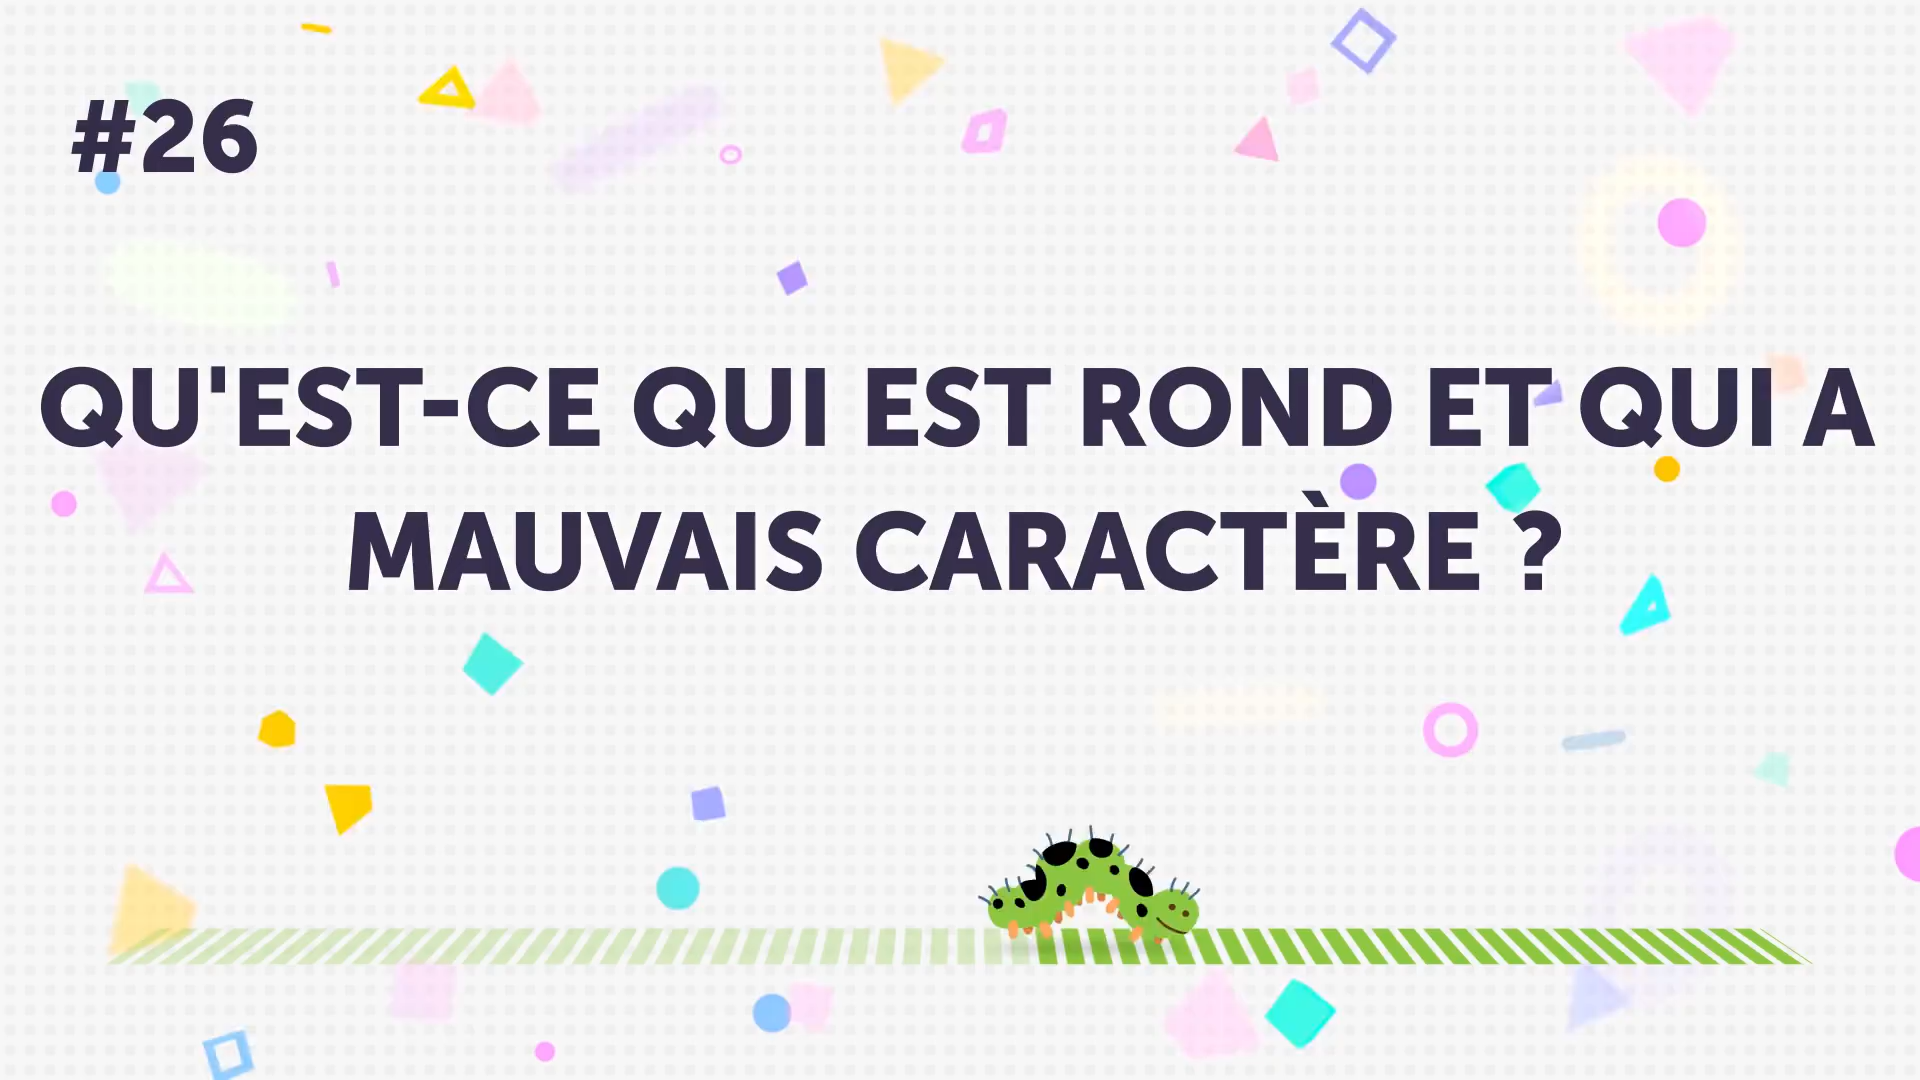 #26
QU'EST-CE QUI EST ROND ET QUI A
MAUVAIS CARACTÈRE ?